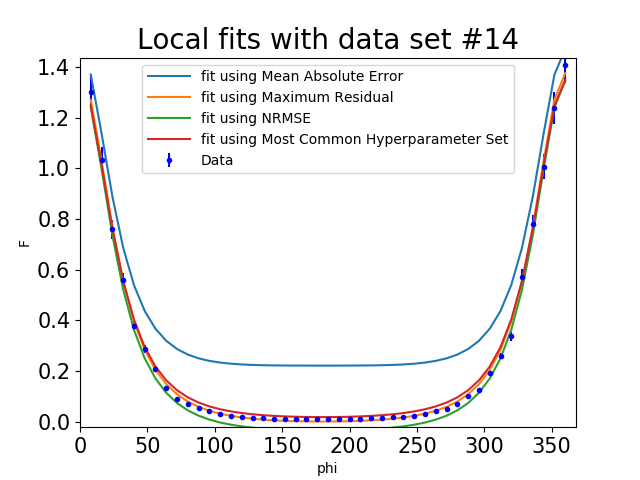 Local fits with data set #14
fit using Mean Absolute Error
fit using Maximum Residual
fit using NRMSE
fit using Most Common Hyperparameter Set
Data
1.4
1.2
1.0
0.8
0.6
0.4
0.2
0.0
F
0 50 100 150 200 250 300 350
phi